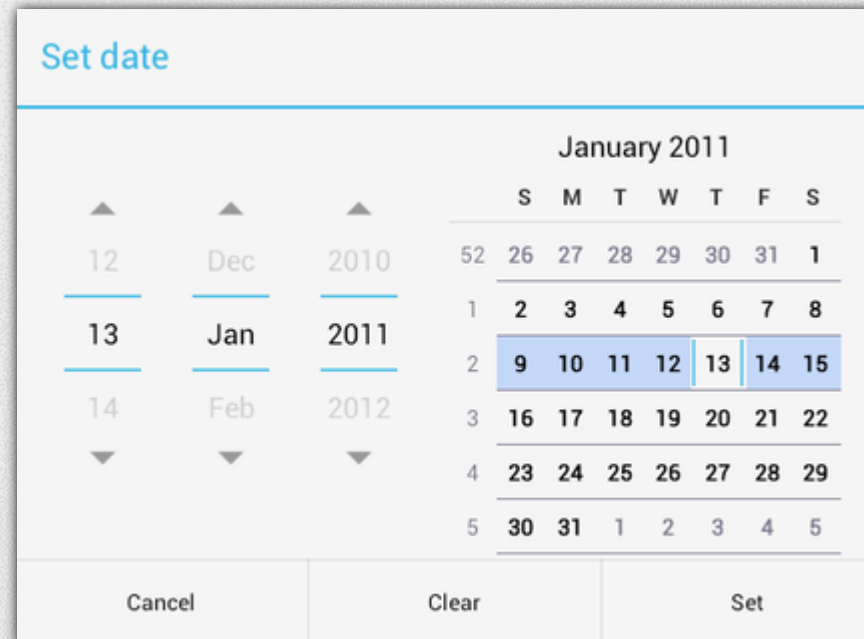 Set date
12 Dec 2010
13 Jan 2011
14 Feb 2012
January 2011
S M T W T F S
52 26 27 28 29 30 31 1
1 2 3 4 5 6 7 8
2 9 10 11 12 13 14 15
3 16 17 18 19 20 21 22
4 23 24 25 26 27 28 29
5 30 31 1 2 3 4 5
Cancel Clear Set